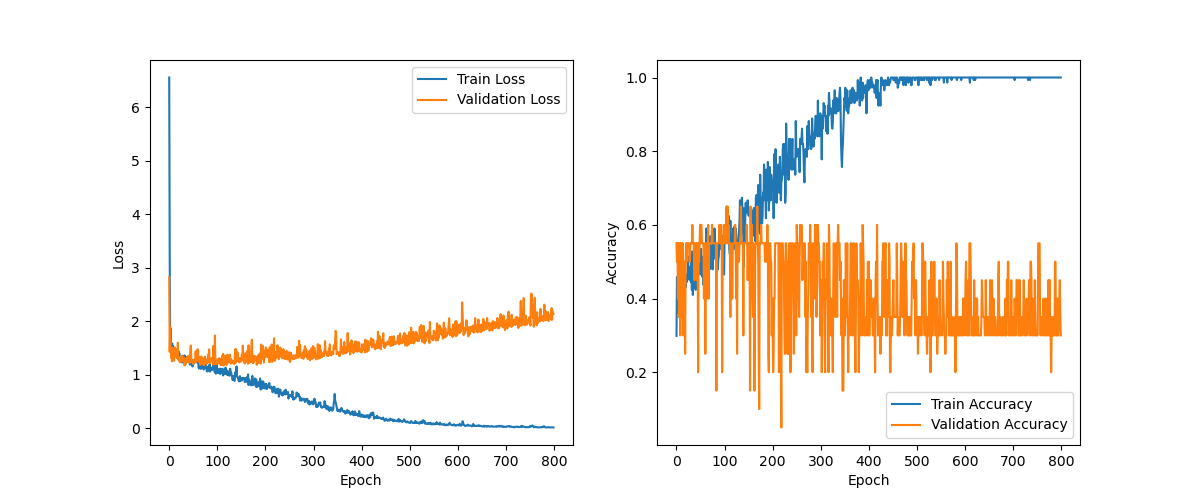 Train Loss
Validation Loss
6
5
4
3
2
1
0
Loss
0 100 200 300 400 500 600 700 800
Epoch
1.0
0.8
0.6
0.4
0.2
Accuracy
Train Accuracy
Validation Accuracy
0 100 200 300 400 500 600 700 800
Epoch